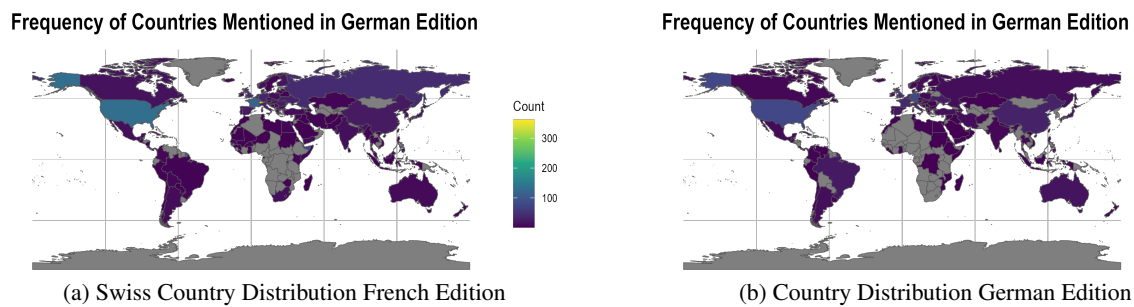 Frequency of Countries Mentioned in German Edition
Frequency of Countries Mentioned in German Edition
Count
300
200
100
(a) Swiss Country Distribution French Edition
(b) Country Distribution German Edition